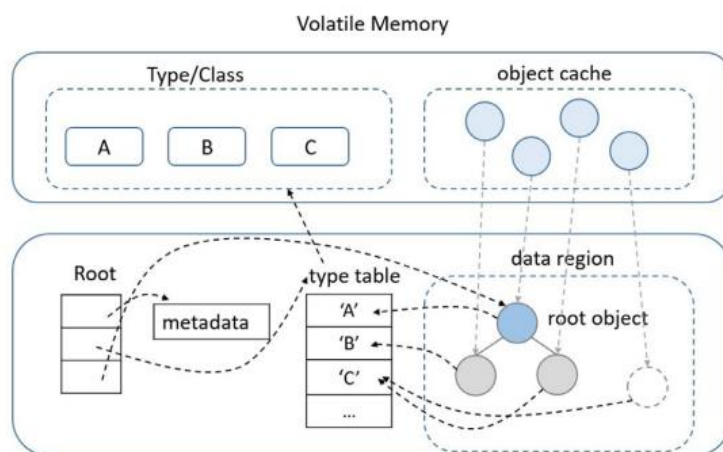 Volatile Memory
Type/Class
object cache
A
B
C
Root
type table
data region
metadata
'A'
'B'
'C'
...
root object